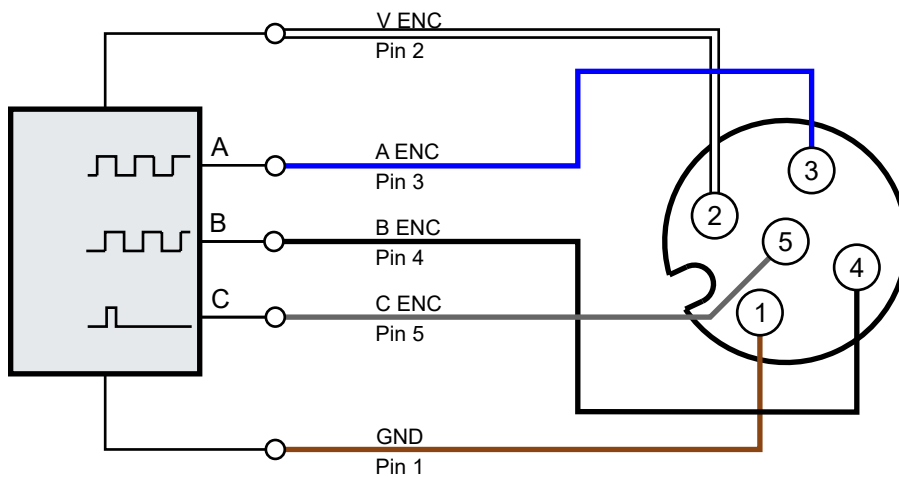 V ENC
Pin 2
A
A ENC
Pin 3
3
2
B
B ENC
Pin 4
5
4
C
C ENC
Pin 5
1
GND
Pin 1